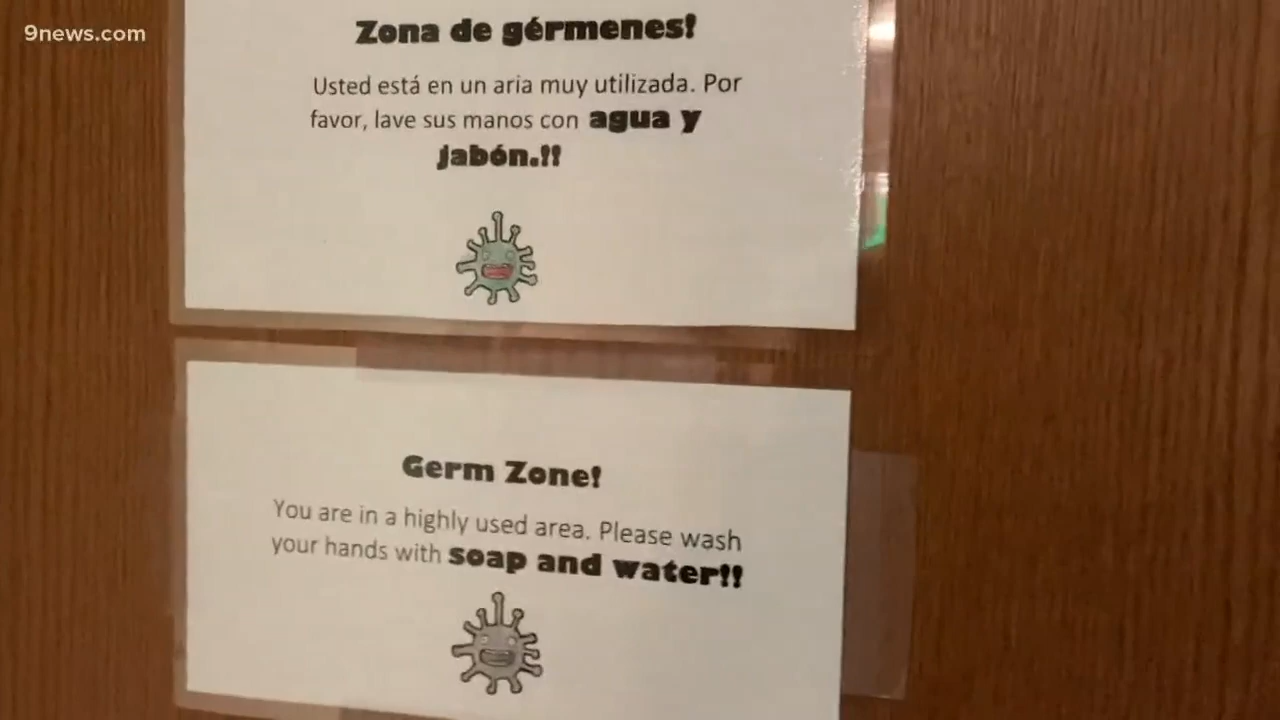 9news.com
Zona de gérmenes!
Usted está en un aria muy utilizada. Por
favor, lave sus manos con agua y
jabón.!!
Germ Zone!
You are in a highly used area. Please wash
your hands with soap and water!!